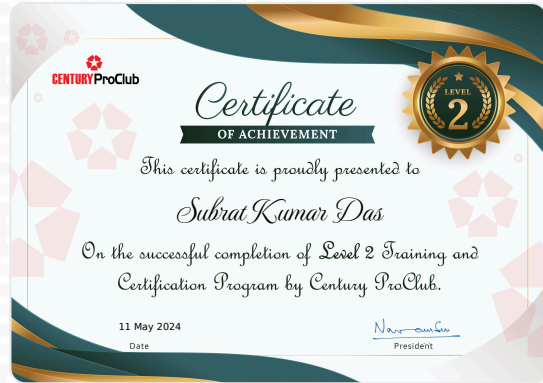 CENTURY ProClub
LEVEL
2
Certificate
OF ACHIEVEMENT
This certificate is proudly presented to
Subrat Kumar Das
On the successful completion of Level 2 Training and
Certification Program by Century ProClub.
11 May 2024
Date
President